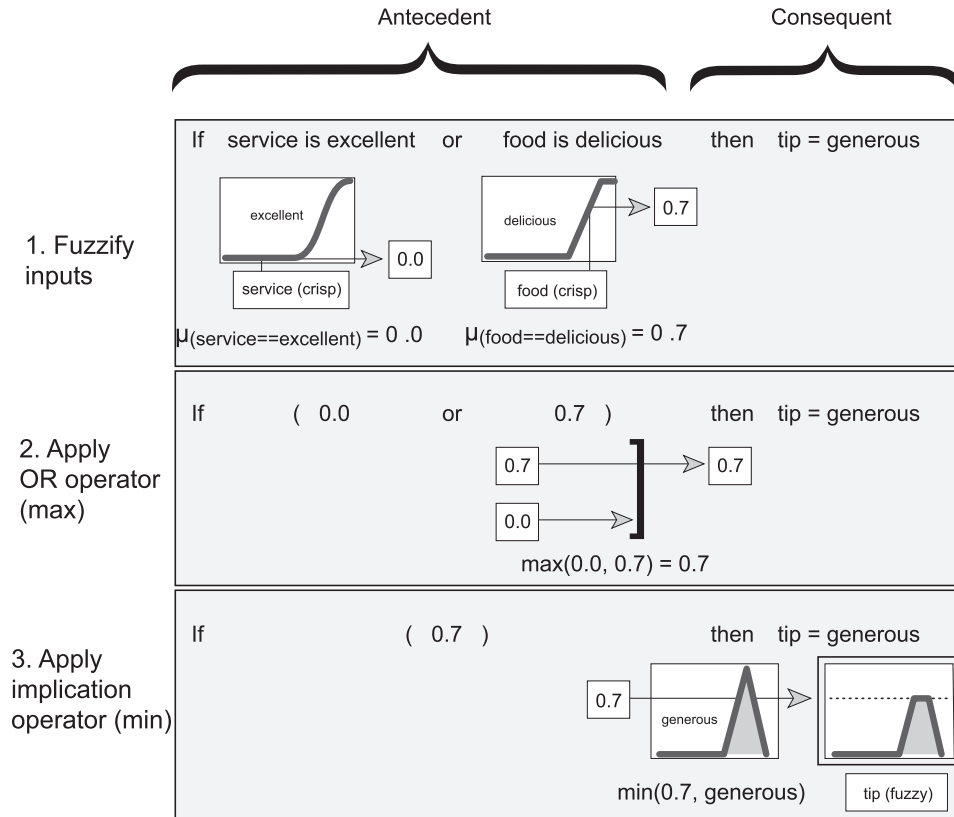 Antecedent Consequent
If service is excellent or food is delicious then tip = generous
excellent
delicious
0.7
0.0
1. Fuzzify
inputs
service (crisp)
food (crisp)
μ(service==excellent) = 0 .0 μ(food==delicious) = 0 .7
If ( 0.0 or 0.7 ) then tip = generous
2. Apply
OR operator
(max)
0.7 0.7
0.0
max(0.0, 0.7) = 0.7
If ( 0.7 ) then tip = generous
3. Apply
implication
operator (min)
0.7
generous
min(0.7, generous)
tip (fuzzy)